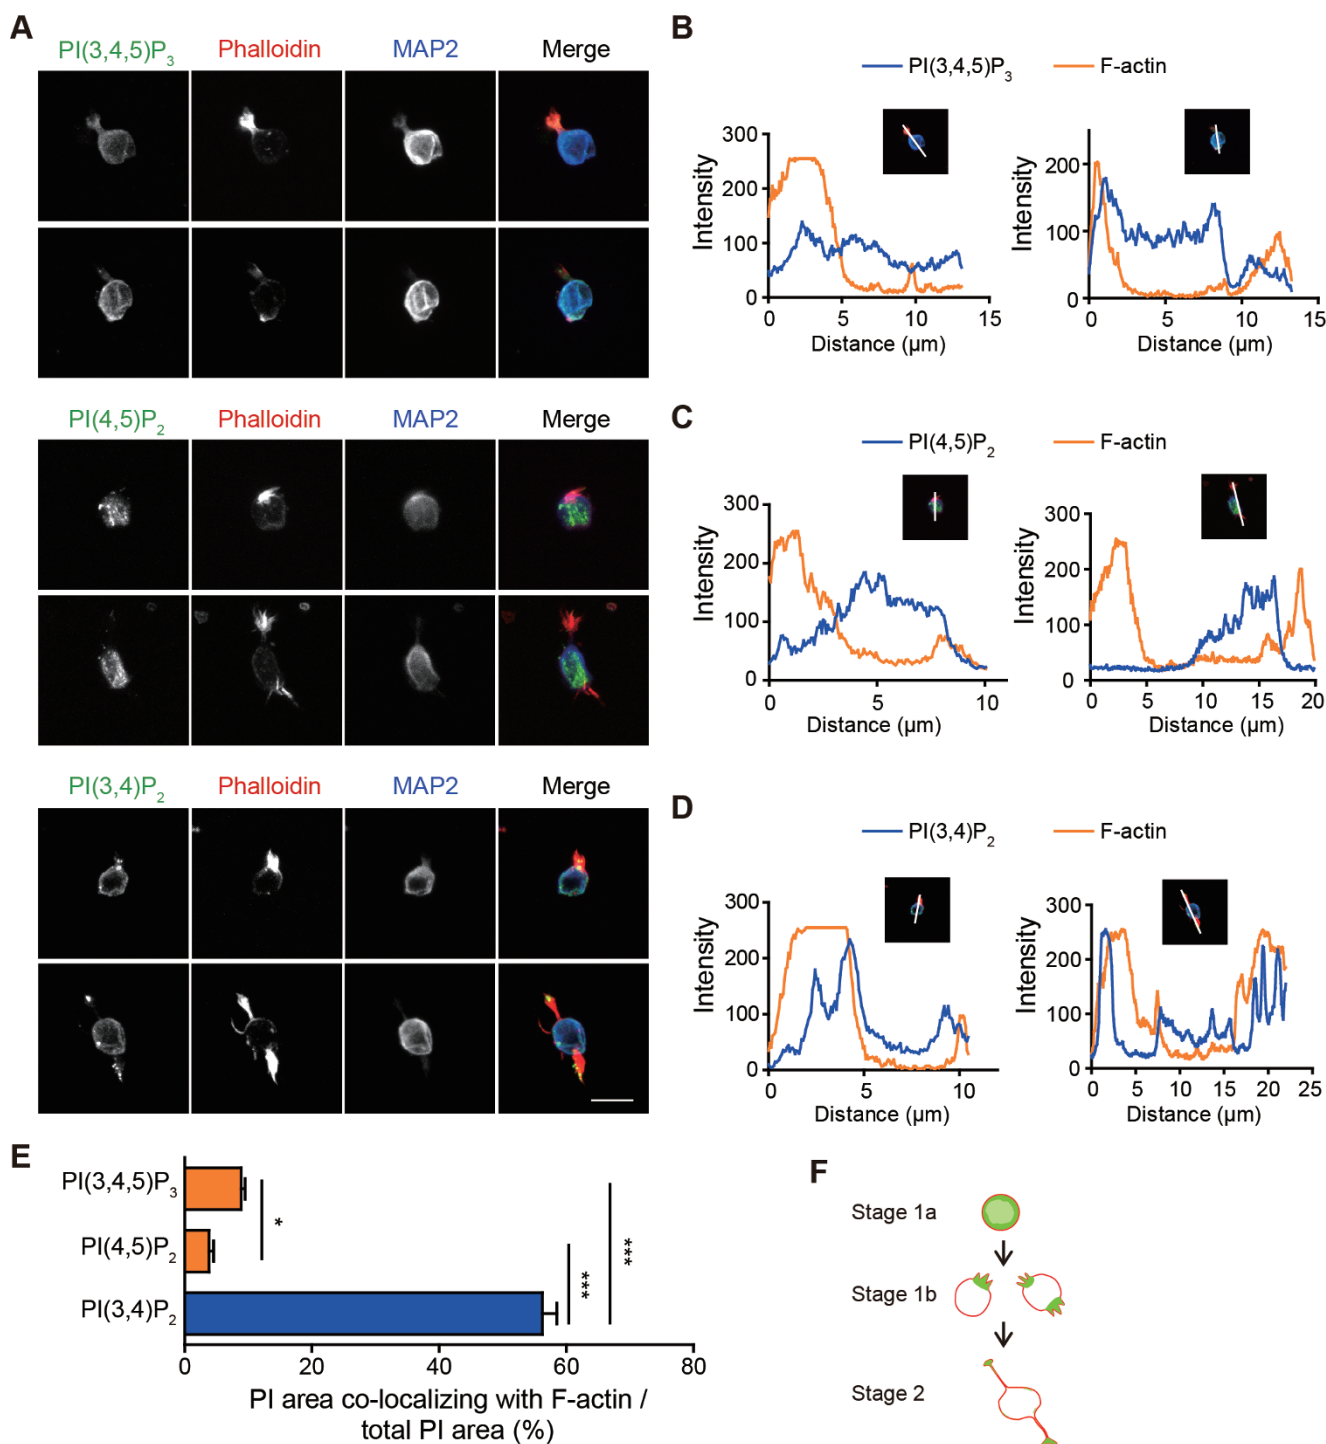 A
PI(3,4,5)P3 Phalloidin MAP2 Merge
PI(4,5)P2 Phalloidin MAP2 Merge
PI(3,4)P2 Phalloidin MAP2 Merge
B
PI(3,4,5)P3 F-actin
Intensity
300
200
100
0
0 5 10 15
Distance (µm)
Intensity
200
100
0
0 5 10 15
Distance (µm)
C
PI(4,5)P2 F-actin
Intensity
300
200
100
0
0 5 10
Distance (µm)
Intensity
300
200
100
0
0 5 10 15 20
Distance (µm)
D
PI(3,4)P2 F-actin
Intensity
300
200
100
0
0 5 10
Distance (µm)
Intensity
300
200
100
0
0 5 10 15 20 25
Distance (µm)
E
PI(3,4,5)P3
PI(4,5)P2
PI(3,4)P2
*
***
***
0 20 40 60 80
PI area co-localizing with F-actin /
total PI area (%)
F
Stage 1a
Stage 1b
Stage 2